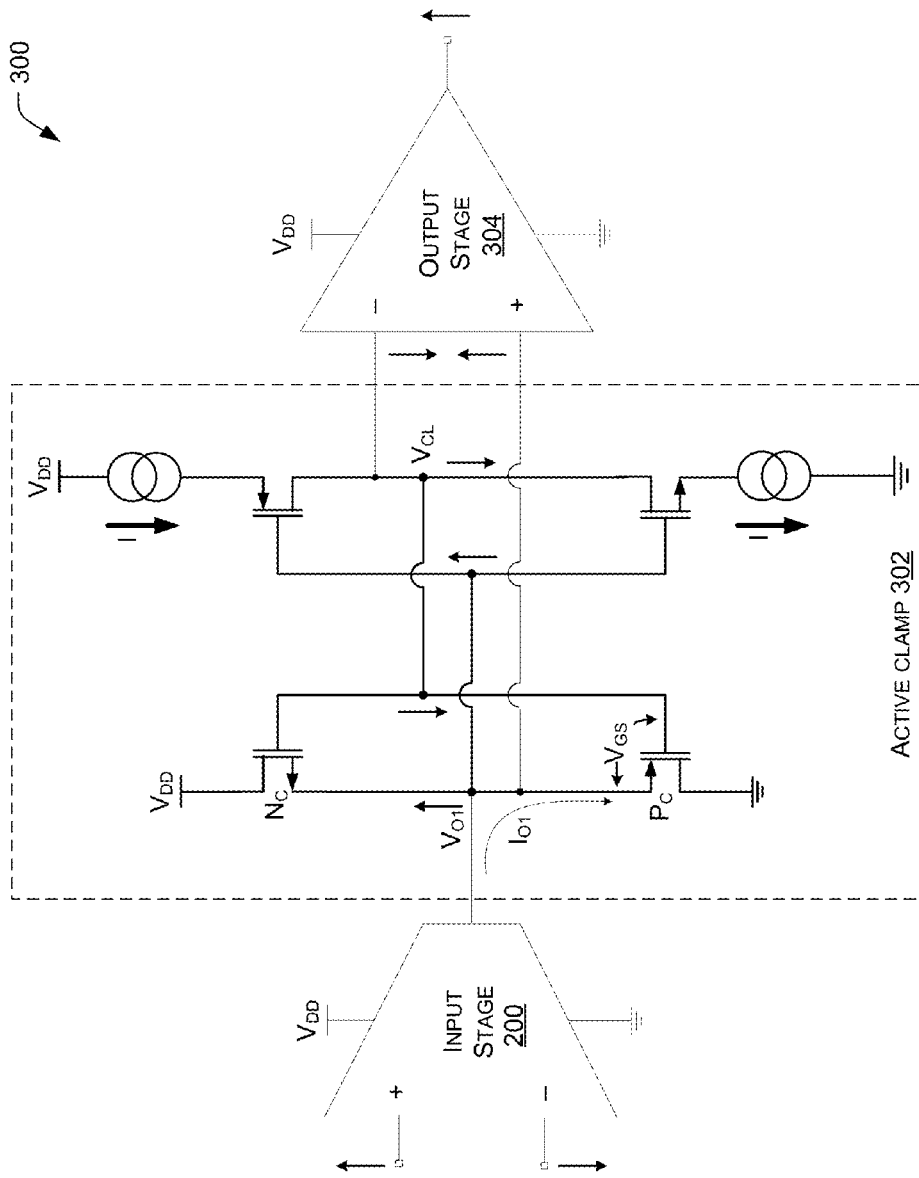 300
VDD
VDD
I
VDD
VDD
NC
VCL
−
OUTPUT
STAGE
304
+
+
INPUT
STAGE
200
−
VO1
IO1
VGS
PC
I
ACTIVE CLAMP 302